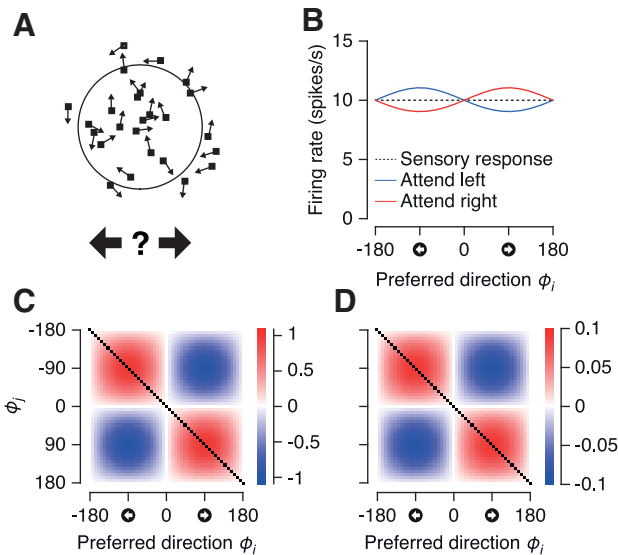 A
?
B
Firing rate (spikes/s)
15
10
5
0
Sensory response
Attend left
Attend right
-180
0
180
Preferred direction ϕi
C
ϕj
-180
-90
0
90
180
-180
0
180
Preferred direction ϕi
1
0.5
0
-0.5
-1
D
-180
0
180
Preferred direction ϕi
0.1
0.05
0
-0.05
-0.1